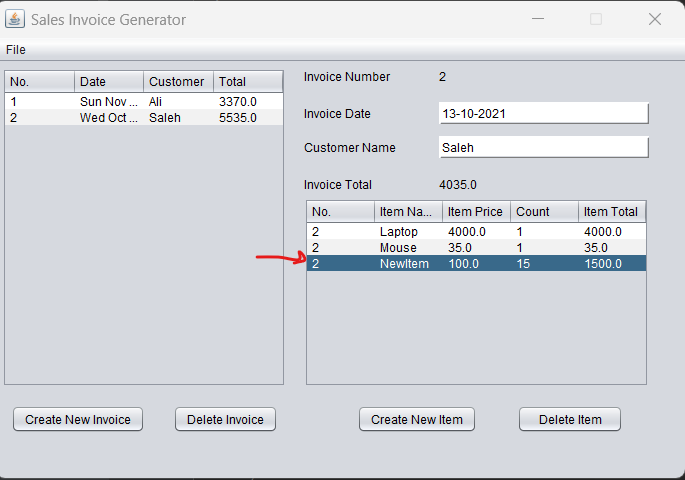 Sales Invoice Generator
File
No. Date Customer Total
1 Sun Nov ... Ali 3370.0
2 Wed Oct ... Saleh 5535.0
Invoice Number 2
Invoice Date 13-10-2021
Customer Name Saleh
Invoice Total 4035.0
No. Item Na... Item Price Count Item Total
2 Laptop 4000.0 1 4000.0
2 Mouse 35.0 1 35.0
2 NewItem 100.0 15 1500.0
Create New Invoice Delete Invoice Create New Item Delete Item